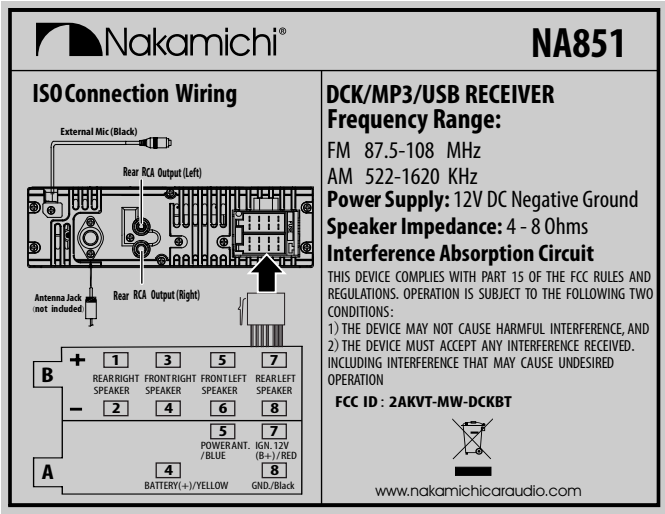 Nakamichi®
NA851
ISO Connection Wiring
External Mic (Black)
Rear RCA Output (Left)
FUSE
Antenna Jack
(not included)
Rear RCA Output (Right)
B
+ 1 3 5 7
REAR RIGHT SPEAKER FRONT RIGHT SPEAKER FRONT LEFT SPEAKER REAR LEFT SPEAKER
- 2 4 6 8
A
5 7
POWER ANT. /BLUE IGN. 12V (B+)/RED
4 8
BATTERY(+)/YELLOW GND./Black
DCK/MP3/USB RECEIVER
Frequency Range:
FM 87.5-108 MHz
AM 522-1620 KHz
Power Supply: 12V DC Negative Ground
Speaker Impedance: 4 - 8 Ohms
Interference Absorption Circuit
THIS DEVICE COMPLIES WITH PART 15 OF THE FCC RULES AND
REGULATIONS. OPERATION IS SUBJECT TO THE FOLLOWING TWO
CONDITIONS:
1) THE DEVICE MAY NOT CAUSE HARMFUL INTERFERENCE, AND
2) THE DEVICE MUST ACCEPT ANY INTERFERENCE RECEIVED.
INCLUDING INTERFERENCE THAT MAY CAUSE UNDESIRED
OPERATION
FCC ID : 2AKVT-MW-DCKBT
www.nakamichicaraudio.com